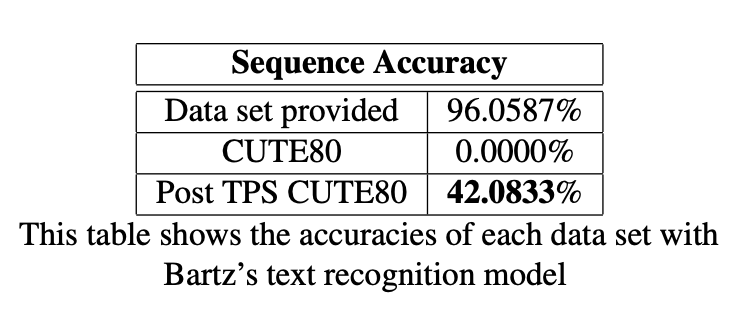 Sequence Accuracy
Data set provided 96.0587%
CUTE80 0.0000%
Post TPS CUTE80 42.0833%
This table shows the accuracies of each data set with
Bartz's text recognition model